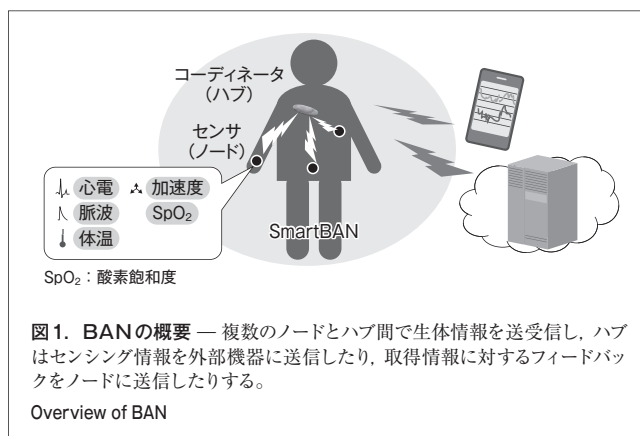 コーディネータ
(ハブ)
センサ
(ノード)
心電 加速度
脈波 SpO₂
体温
SmartBAN
SpO₂：酸素飽和度
図1. BANの概要 — 複数のノードとハブ間で生体情報を送受信し，ハブ
はセンシング情報を外部機器に送信したり，取得情報に対するフィードバッ
クをノードに送信したりする。
Overview of BAN